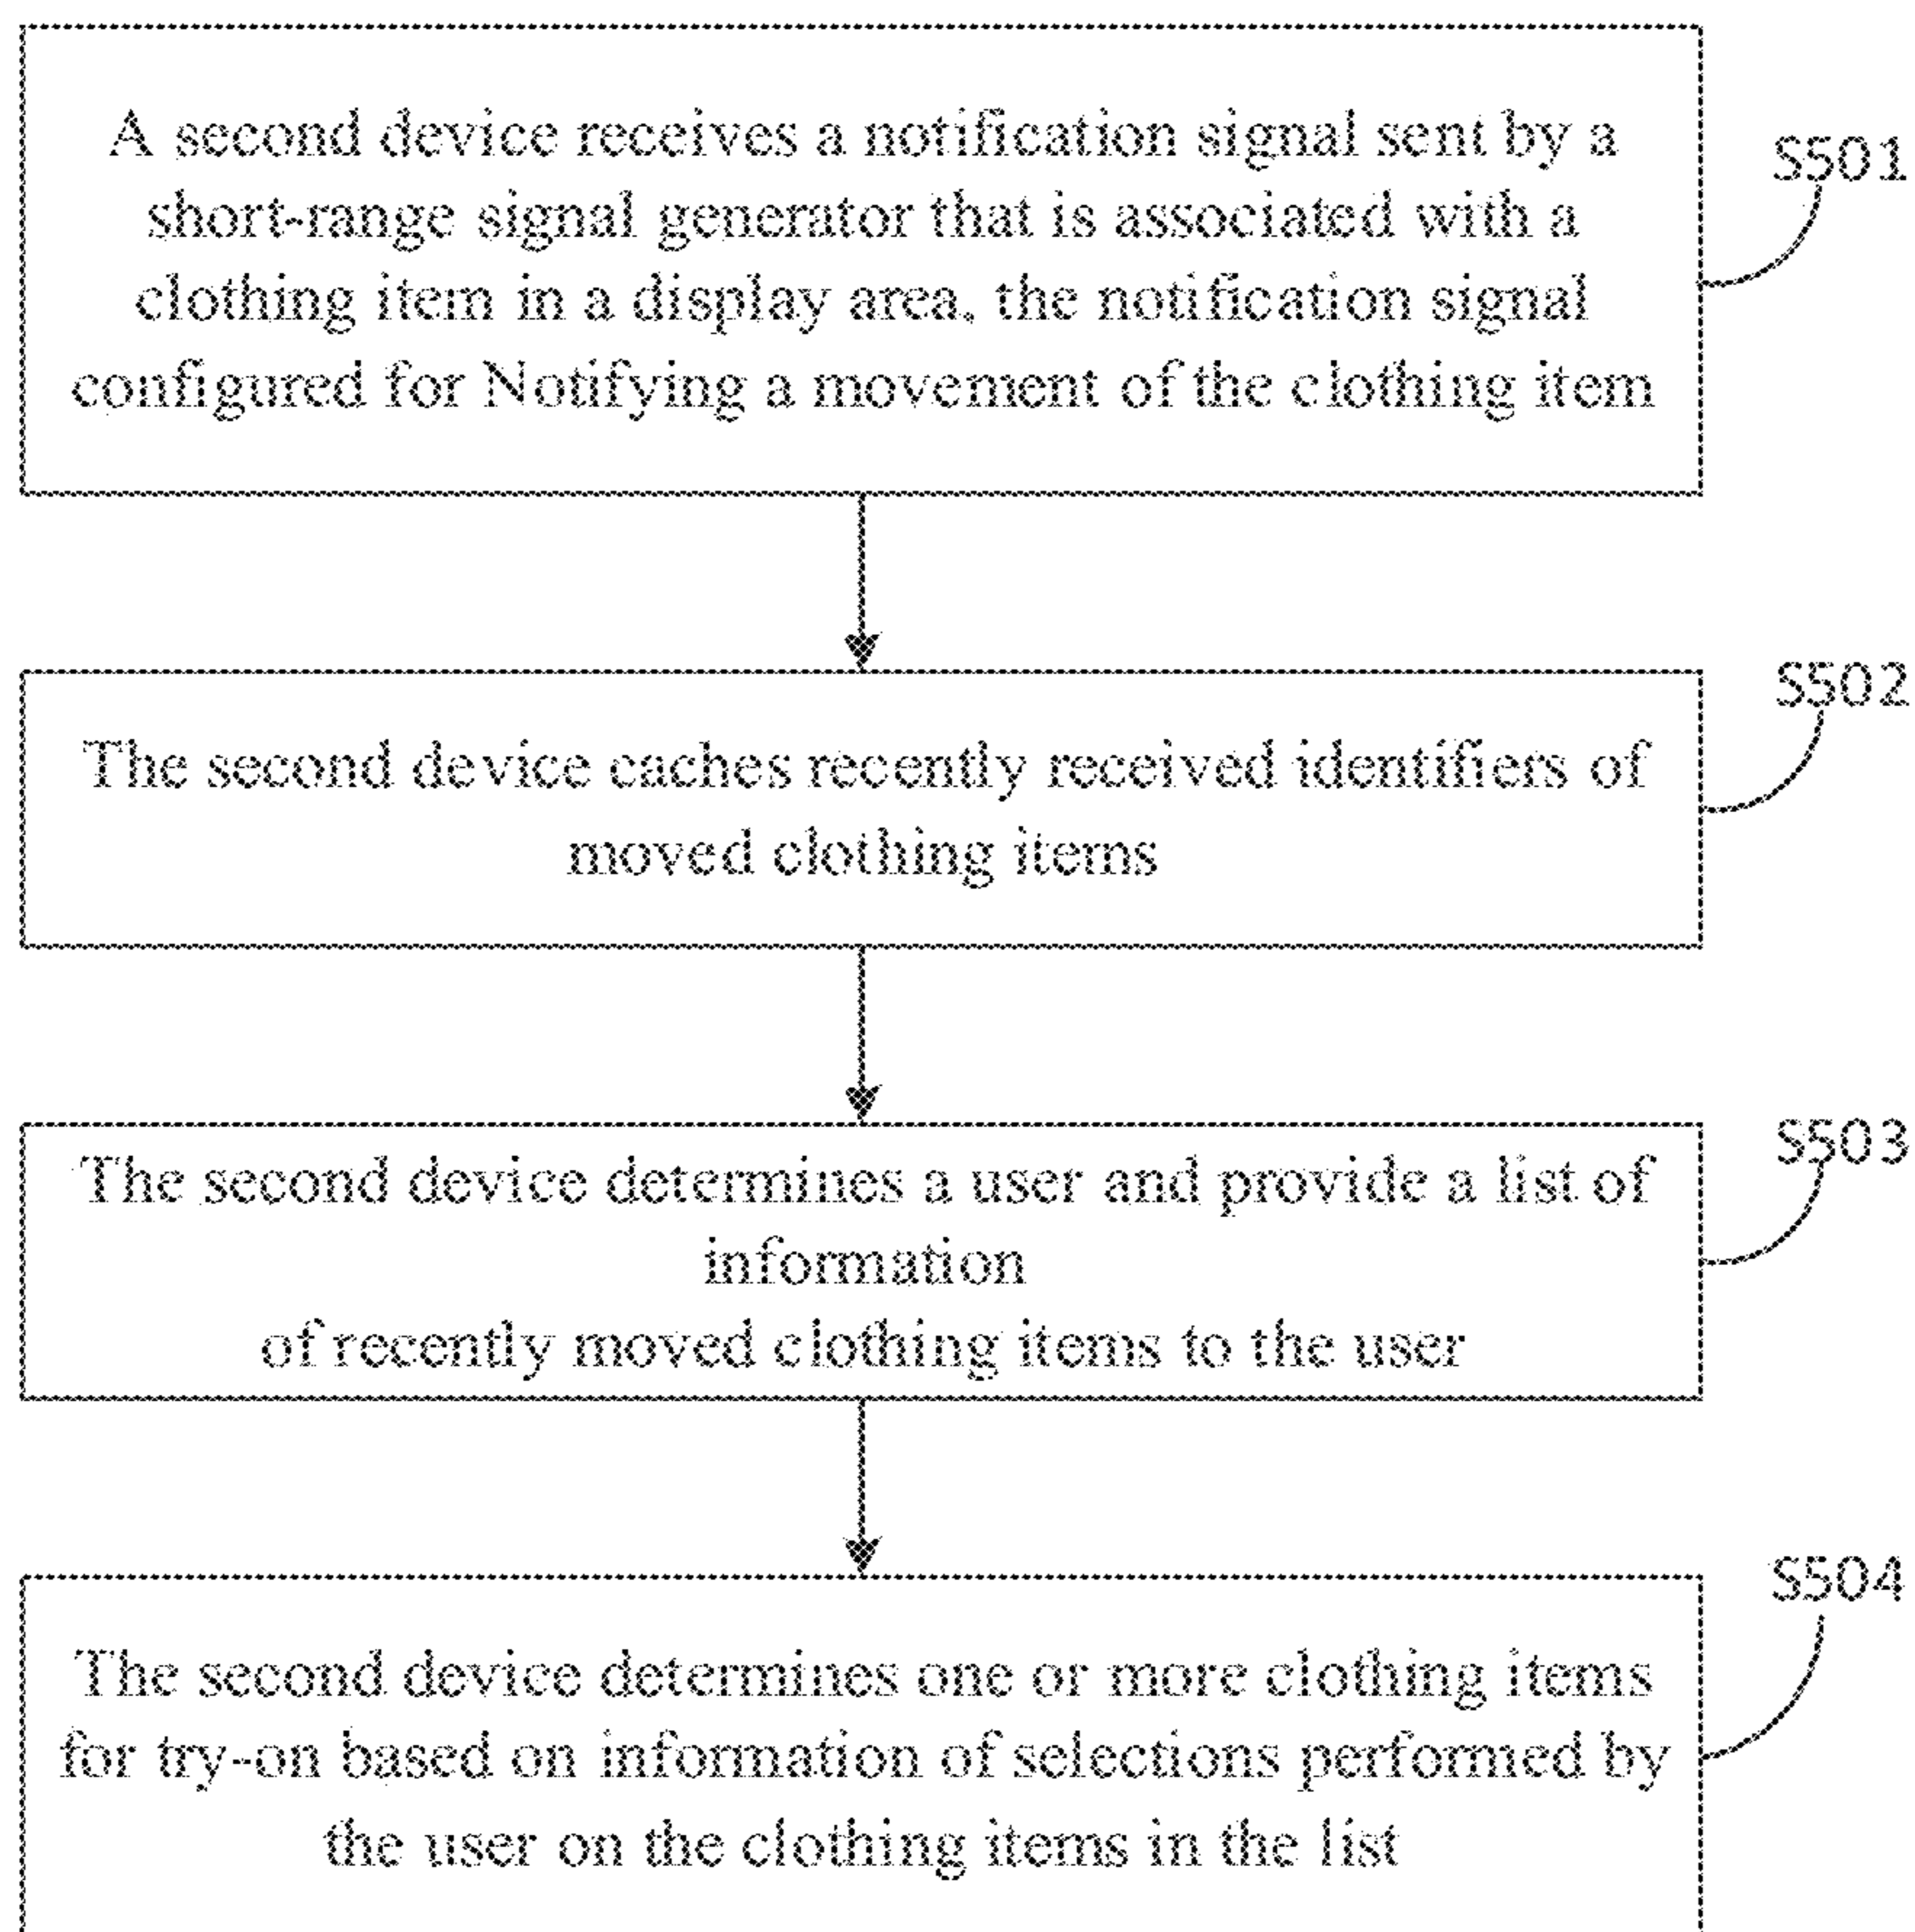 A second device receives a notification signal sent by a
short-range signal generator that is associated with a
clothing item in a display area, the notification signal
configured for Notifying a movement of the clothing item
S501
The second device caches recently received identifiers of
moved clothing items
S502
The second device determines a user and provide a list of
information
of recently moved clothing items to the user
S503
The second device determines one or more clothing items
for try-on based on information of selections performed by
the user on the clothing items in the list
S504